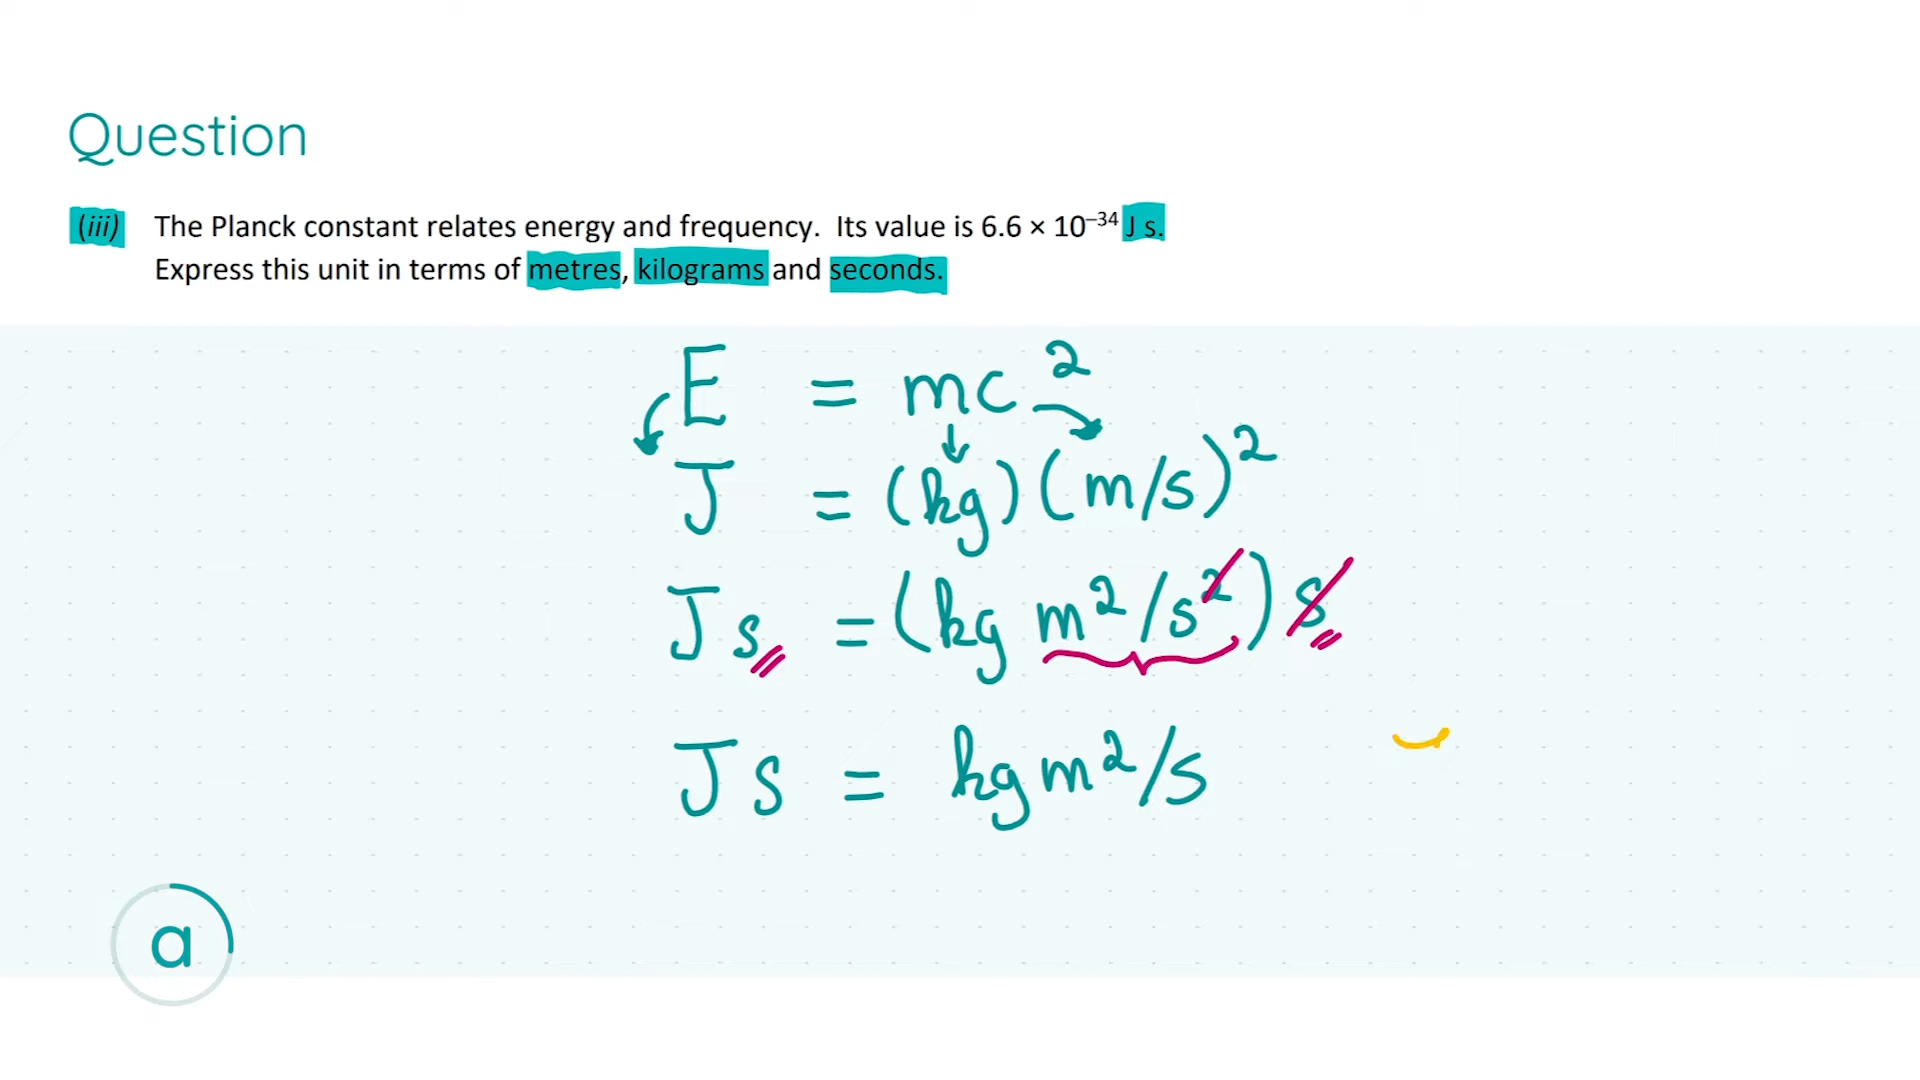 Question
(iii) The Planck constant relates energy and frequency. Its value is 6.6 × 10⁻³⁴ J s.
Express this unit in terms of metres, kilograms and seconds.
E = mc²
J = (kg)(m/s)²
Js = (kg m²/s²)s
Js = kgm²/s
a